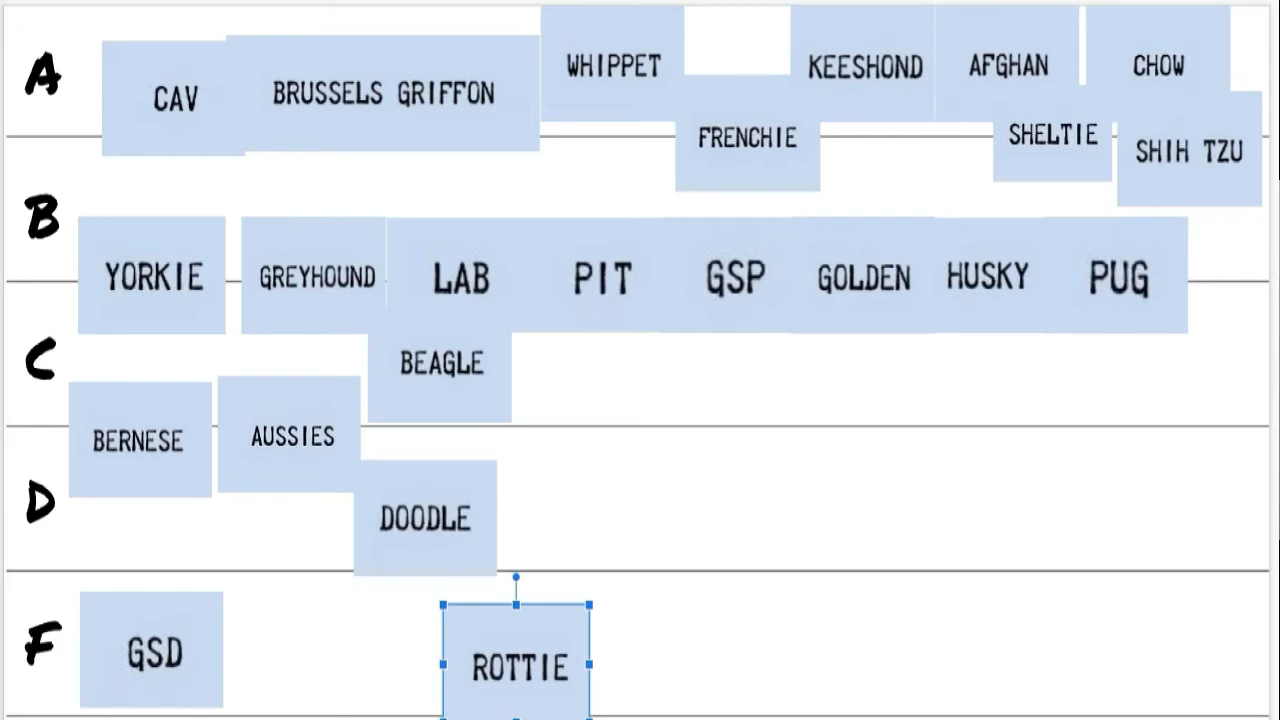 A
CAV
BRUSSELS GRIFFON
WHIPPET
KEESHOND
AFGHAN
CHOW
FRENCHIE
SHELTIE
SHIH TZU
B
YORKIE
GREYHOUND
LAB
PIT
GSP
GOLDEN
HUSKY
PUG
C
BEAGLE
BERNESE
AUSSIES
D
DOODLE
F
GSD
ROTTIE